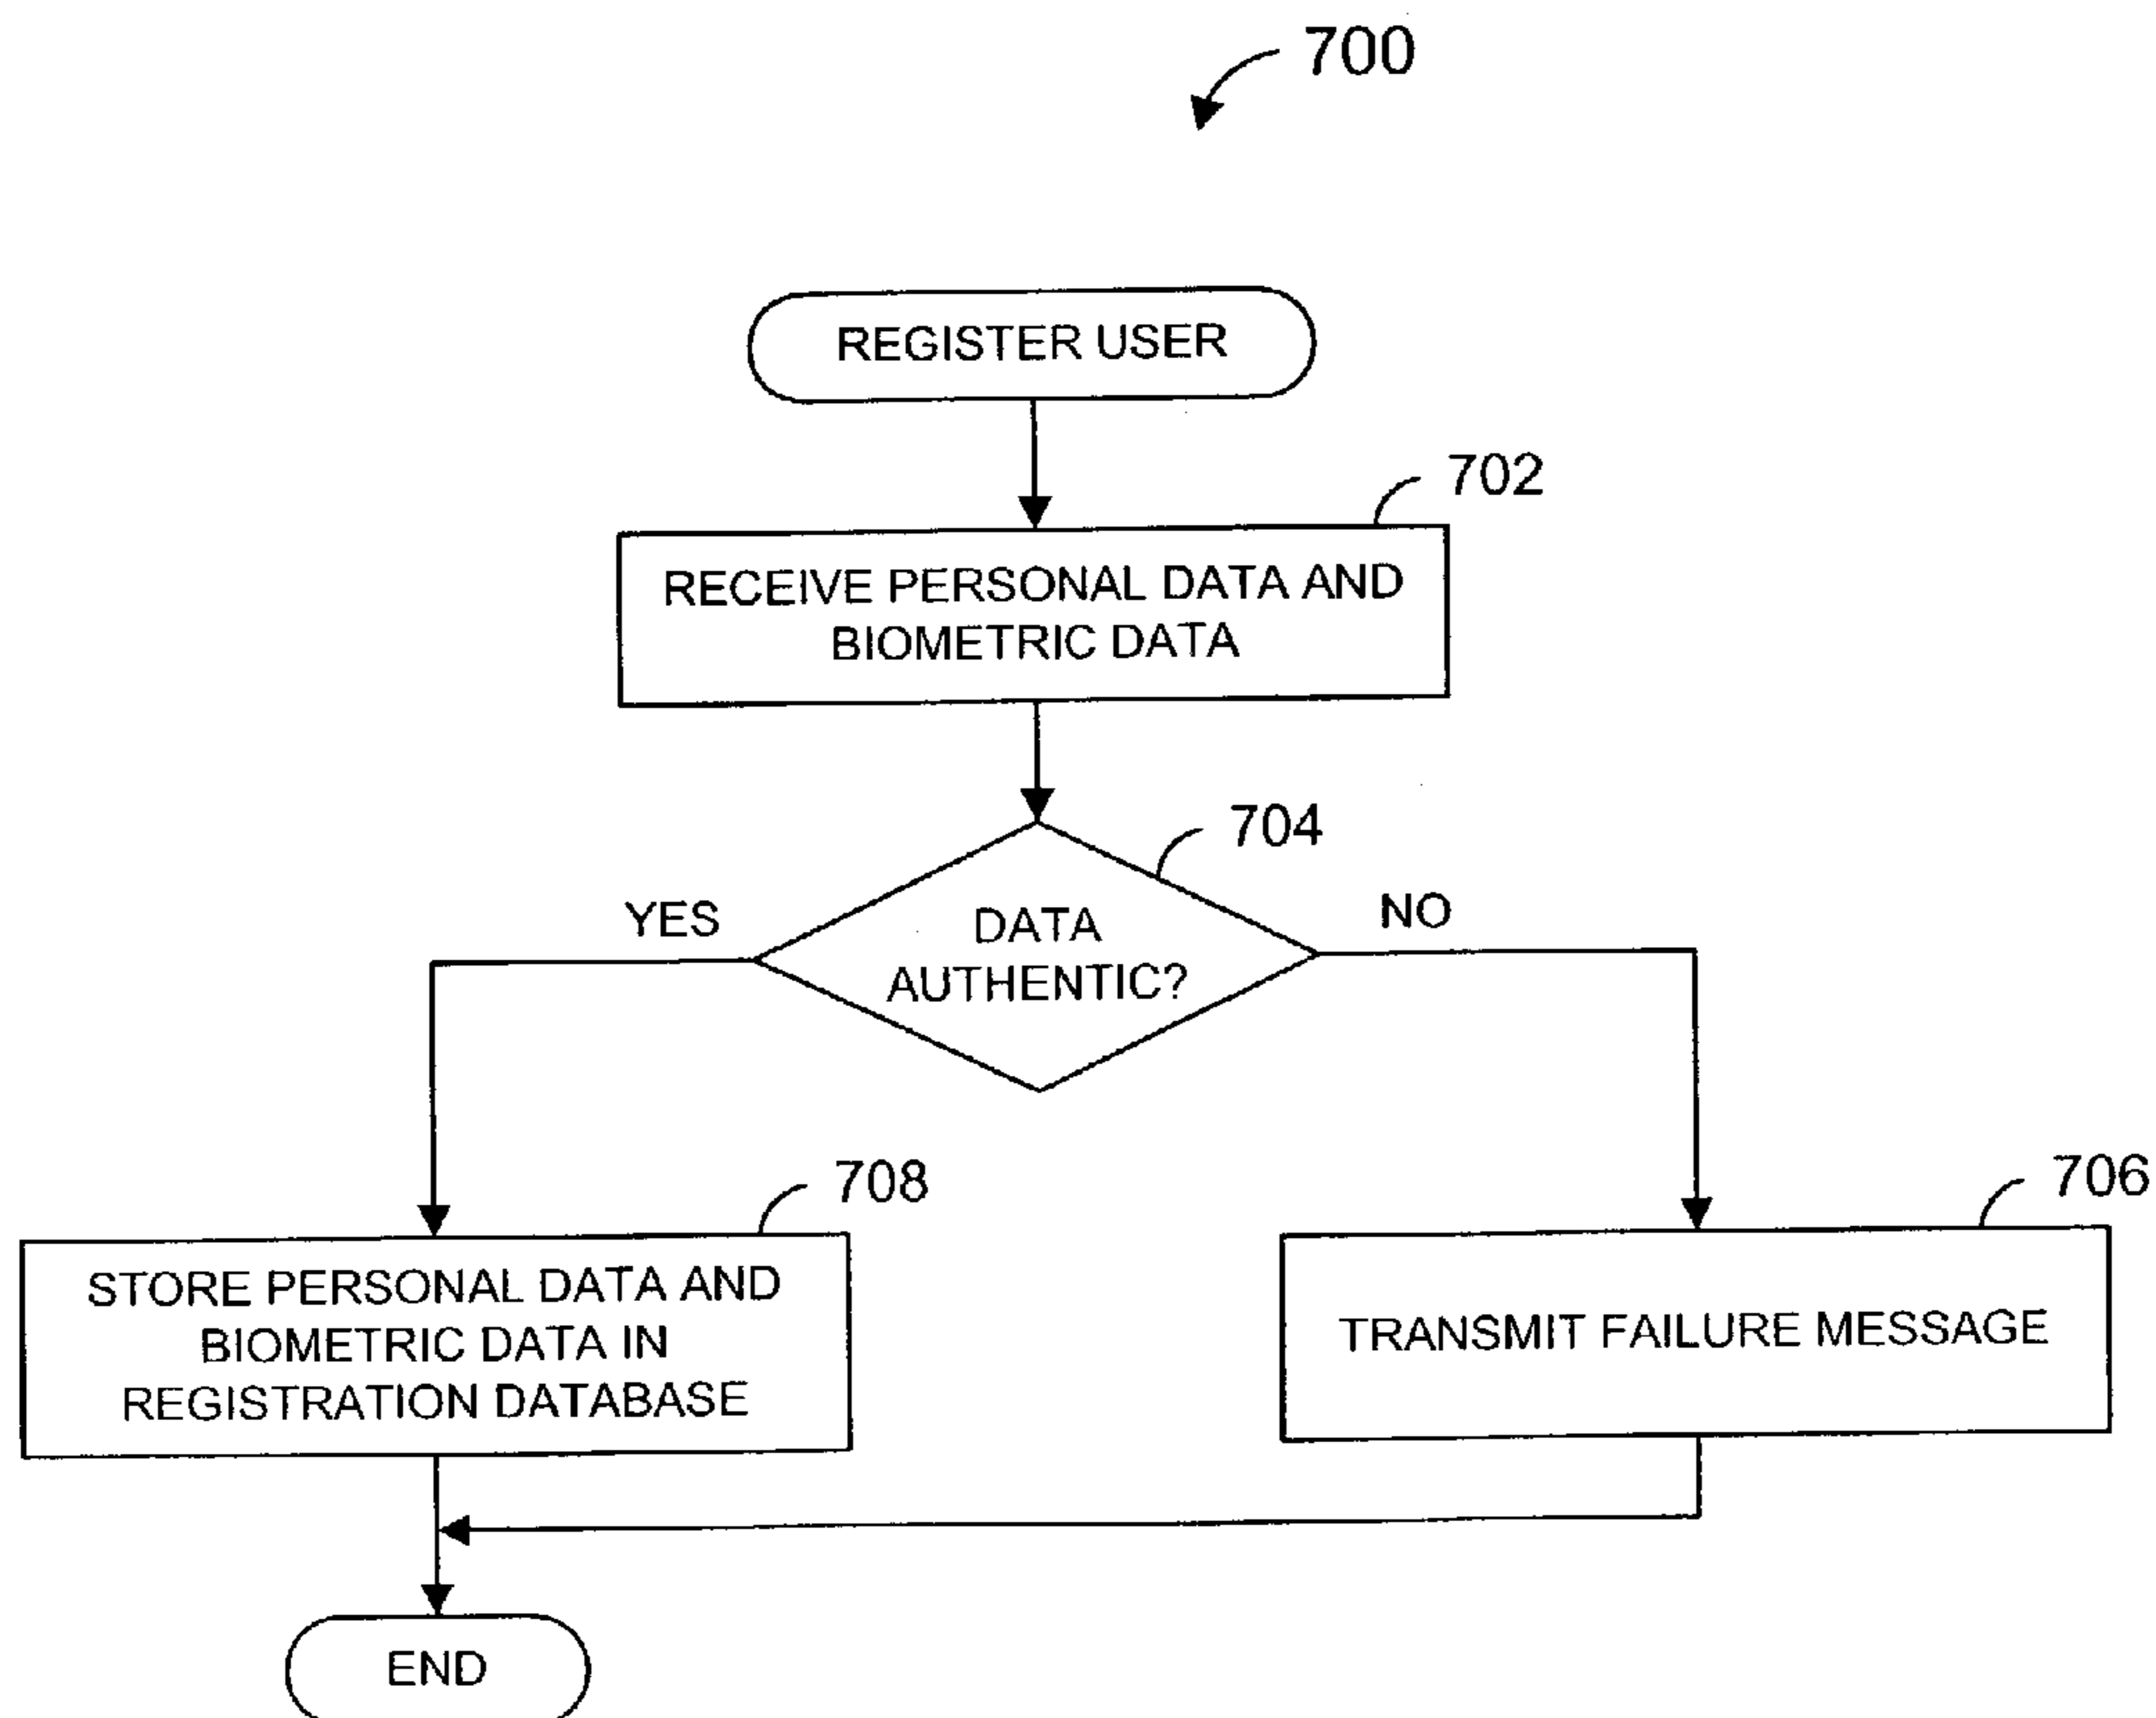 700
REGISTER USER
702
RECEIVE PERSONAL DATA AND
BIOMETRIC DATA
704
YES
DATA
AUTHENTIC?
NO
708
STORE PERSONAL DATA AND
BIOMETRIC DATA IN
REGISTRATION DATABASE
706
TRANSMIT FAILURE MESSAGE
END